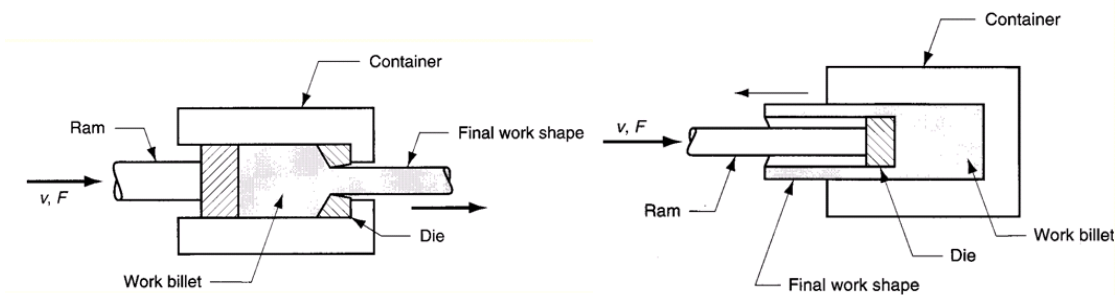 Container
Ram
Final work shape
v, F
Die
Work billet
Container
v, F
Ram
Work billet
Die
Final work shape